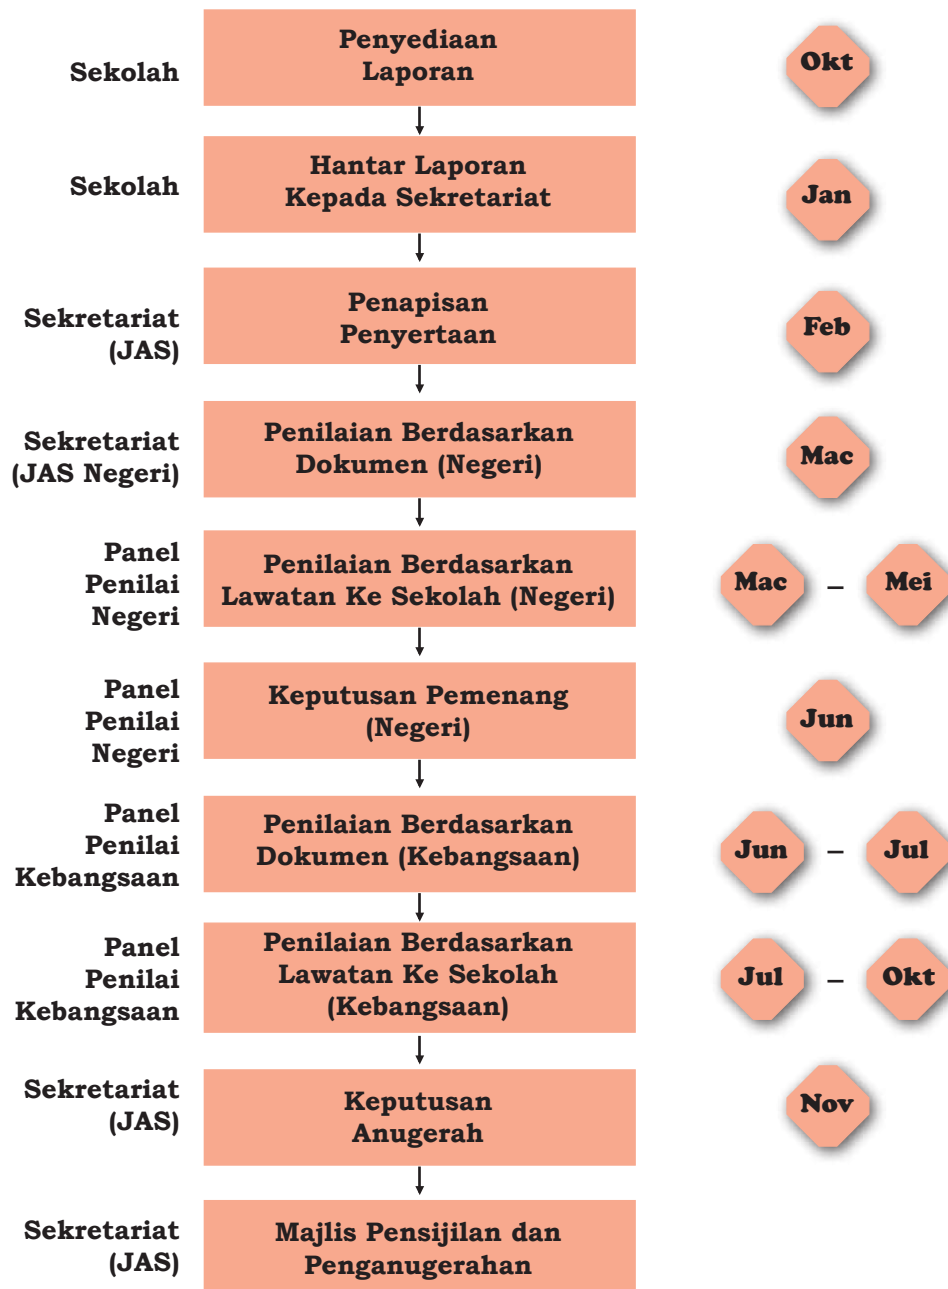 Sekolah
Penyediaan
Laporan
Okt
Sekolah
Hantar Laporan
Kepada Sekretariat
Jan
Sekretariat
(JAS)
Penapisan
Penyertaan
Feb
Sekretariat
(JAS Negeri)
Penilaian Berdasarkan
Dokumen (Negeri)
Mac
Panel
Penilai
Negeri
Penilaian Berdasarkan
Lawatan Ke Sekolah (Negeri)
Mac – Mei
Panel
Penilai
Negeri
Keputusan Pemenang
(Negeri)
Jun
Panel
Penilai
Kebangsaan
Penilaian Berdasarkan
Dokumen (Kebangsaan)
Jun – Jul
Panel
Penilai
Kebangsaan
Penilaian Berdasarkan
Lawatan Ke Sekolah
(Kebangsaan)
Jul – Okt
Sekretariat
(JAS)
Keputusan
Anugerah
Nov
Sekretariat
(JAS)
Majlis Pensijilan dan
Penganugerahan